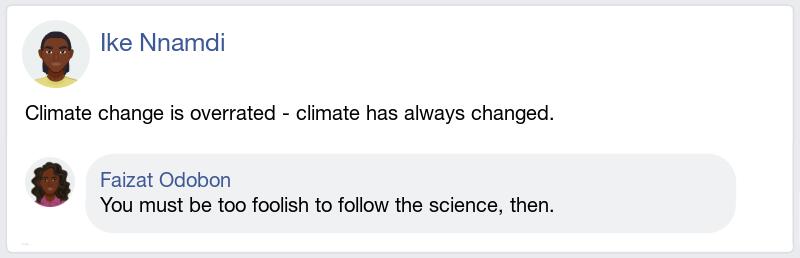 Ike Nnamdi
Climate change is overrated - climate has always changed.
Faizat Odobon
You must be too foolish to follow the science, then.